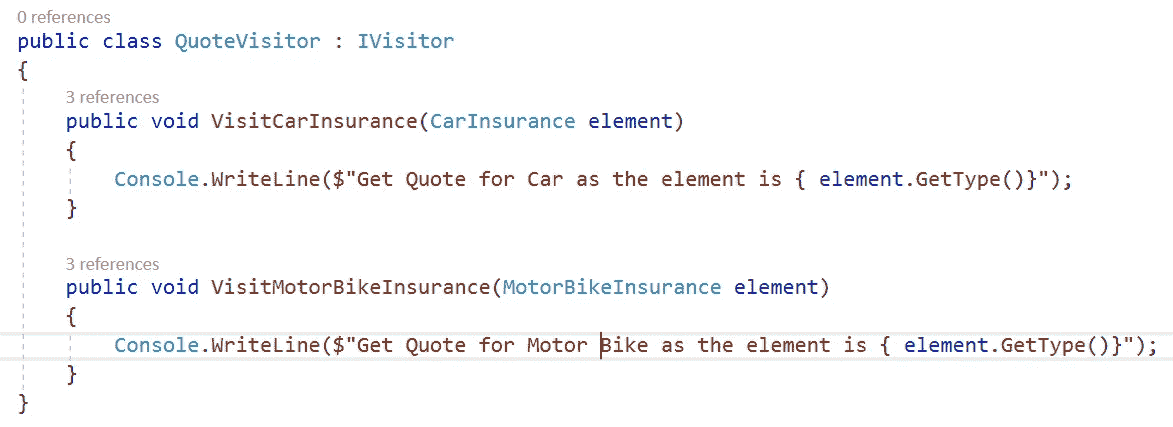 0 references
public class QuoteVisitor : IVisitor
{
3 references
public void VisitCarInsurance(CarInsurance element)
{
Console.WriteLine($"Get Quote for Car as the element is { element.GetType()}");
}
3 references
public void VisitMotorBikeInsurance(MotorBikeInsurance element)
{
Console.WriteLine($"Get Quote for Motor Bike as the element is { element.GetType()}");
}
}